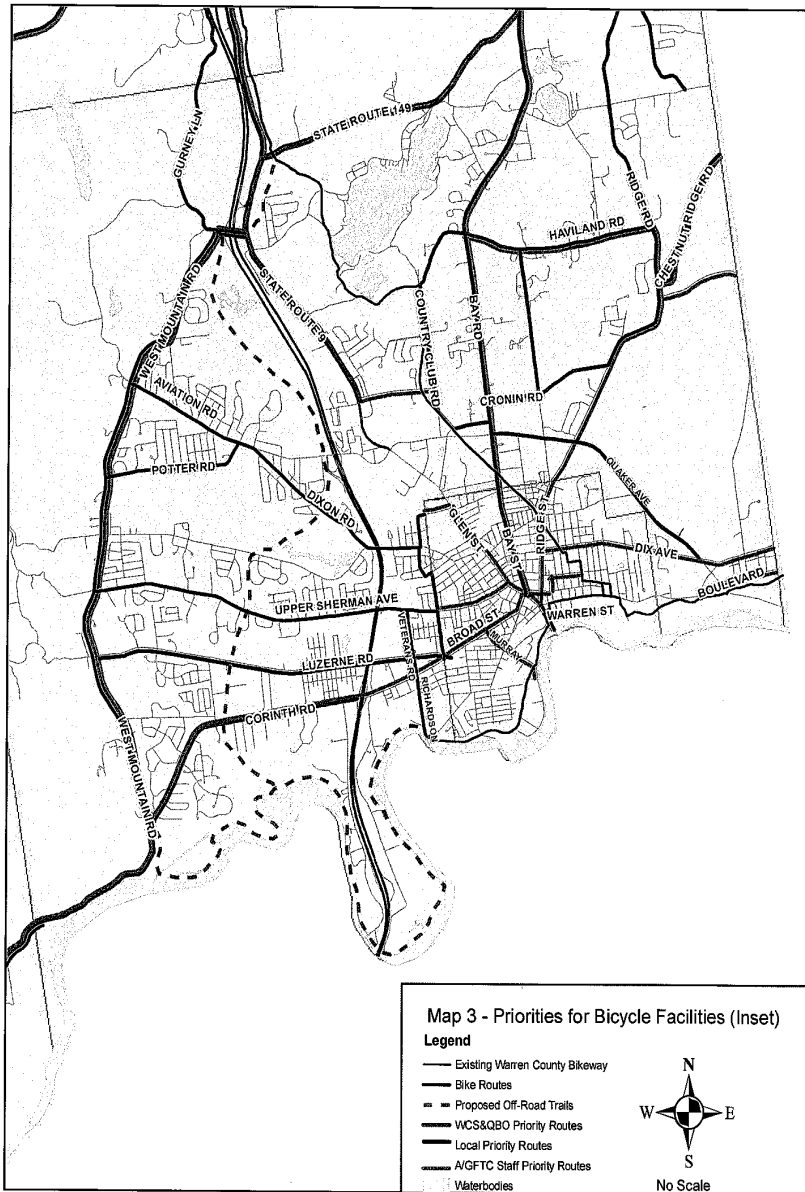 STATE ROUTE 149
GURNEY LN
RIDGE RD
CHESTNUT RIDGE RD
HAVILAND RD
WEST MOUNTAIN RD
STATE ROUTE 9
COUNTRY CLUB RD
BAY RD
AVIATION RD
CRONIN RD
POTTER RD
QUAKER AVE
DIXON RD
GLEN ST
BAY ST
RIDGE ST
DIX AVE
BOULEVARD
UPPER SHERMAN AVE
VETERANS RD
BROAD ST
WARREN ST
MURRAY
LUZERNE RD
RICHARDSON
CORINTH RD
WEST MOUNTAIN RD
Map 3 - Priorities for Bicycle Facilities (Inset)
Legend
Existing Warren County Bikeway
Bike Routes
Proposed Off-Road Trails
WCS&QBO Priority Routes
Local Priority Routes
A/GFTC Staff Priority Routes
Waterbodies
N
W E
S
No Scale